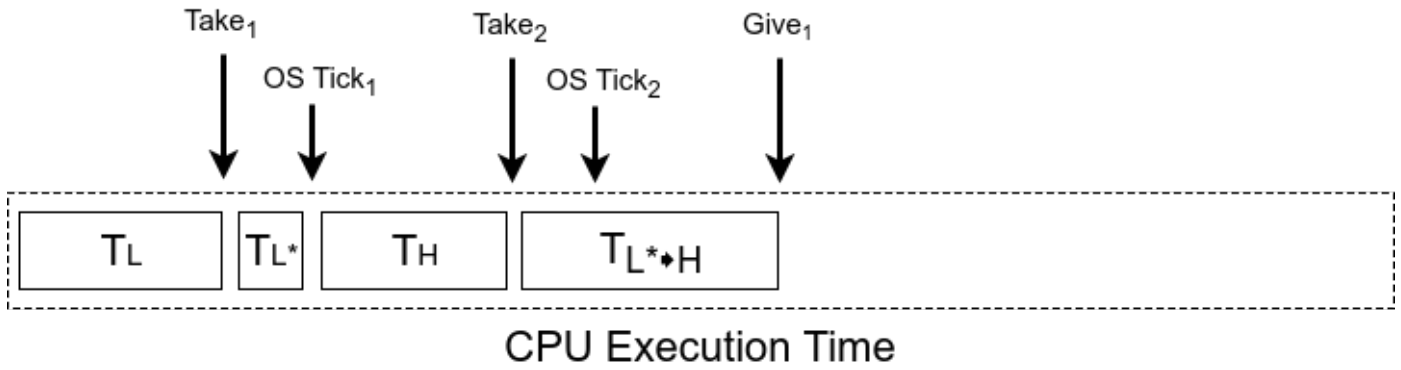 Take₁ Take₂ Give₁
OS Tick₁ OS Tick₂
TL TL* TH TL*➧H
CPU Execution Time